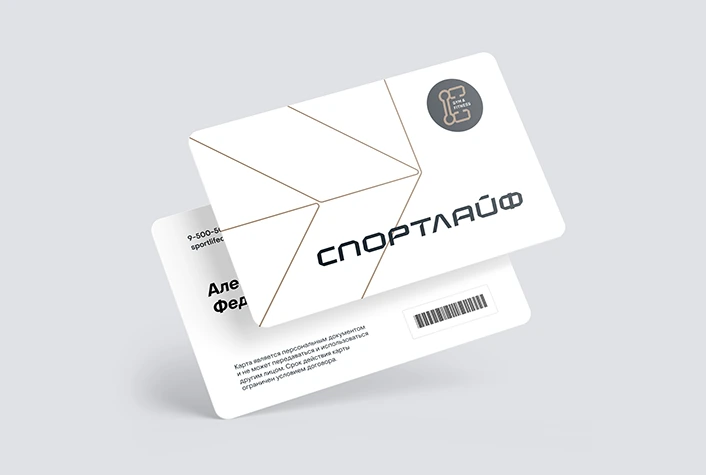 GYM &
FITNESS
СПОРТЛАЙФ
9-500-50
sportlifec
Але
Фед
Карта является персональным документом
и не может передаваться и использоваться
другим лицом. Срок действия карты
ограничен условием договора.